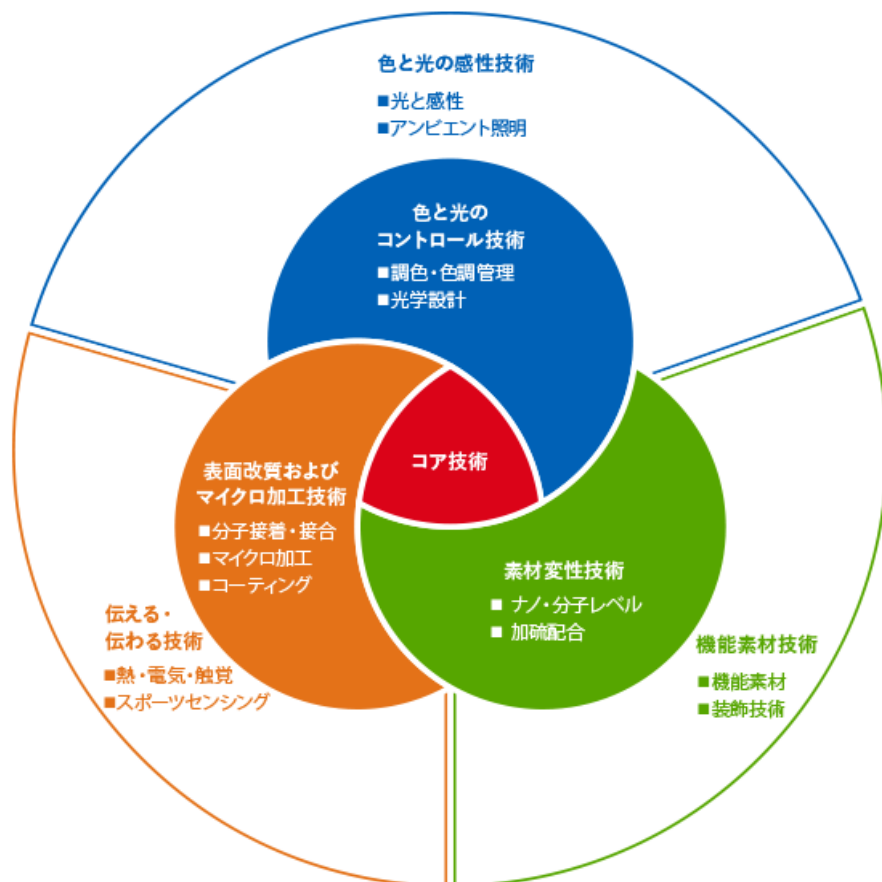 色と光の感性技術
■光と感性
■アンビエント照明
色と光の
コントロール技術
■調色・色調管理
■光学設計
コア技術
表面改質および
マイクロ加工技術
■分子接着・接合
■マイクロ加工
■コーティング
素材変性技術
■ ナノ・分子レベル
■ 加硫配合
伝える・
伝わる技術
■熱・電気・触覚
■スポーツセンシング
機能素材技術
■機能素材
■装飾技術